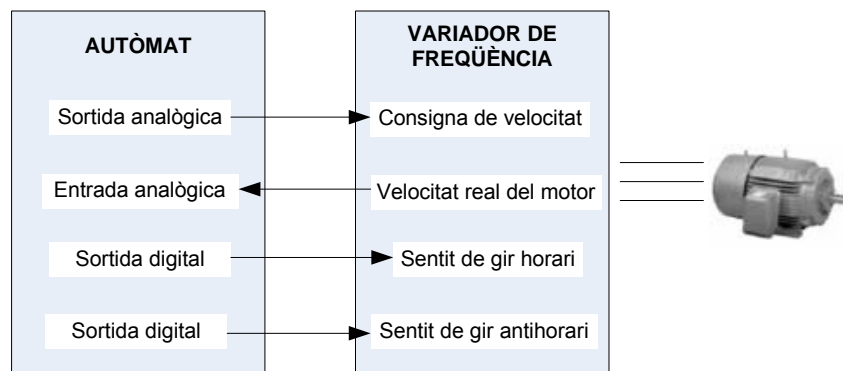 AUTÒMAT
VARIADOR DE
FREQÜÈNCIA
Sortida analògica
Consigna de velocitat
Entrada analògica
Velocitat real del motor
Sortida digital
Sentit de gir horari
Sortida digital
Sentit de gir antihorari